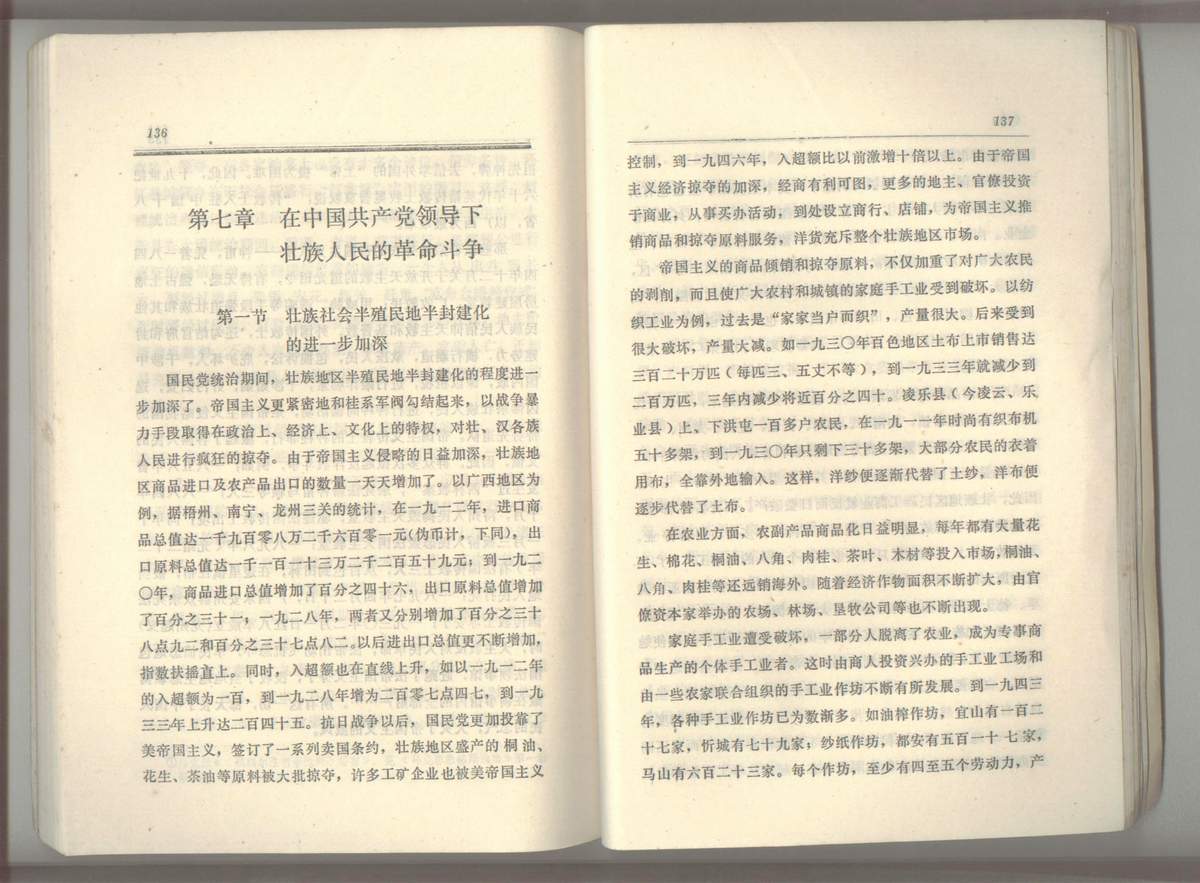 136
第七章 在中国共产党领导下
壮族人民的革命斗争
第一节 壮族社会半殖民地半封建化
的进一步加深
国民党统治期间，壮族地区半殖民地半封建化的程度进一
步加深了。帝国主义更紧密地和桂系军阀勾结起来，以战争暴
力手段取得在政治上、经济上、文化上的特权，对壮、汉各族
人民进行疯狂的掠夺。由于帝国主义侵略的日益加深，壮族地
区商品进口及农产品出口的数量一天天增加了。以广西地区为
例，据梧州、南宁、龙州三关的统计，在一九一二年，进口商
品总值达一千九百零八万二千六百零一元(伪币计，下同)，出
口原料总值达一千一百一十三万二千二百五十九元；到一九二
〇年，商品进口总值增加了百分之四十六，出口原料总值增加
了百分之三十一；一九二八年，两者又分别增加了百分之三十
八点九二和百分之三十七点八二。以后进出口总值更不断增加，
指数扶播直上。同时，入超额也在直线上升，如以一九一二年
的入超额为一百，到一九二八年增为二百零七点四七，到一九
三三年上升达二百四十五。抗日战争以后，国民党更加投靠了
美帝国主义，签订了一系列卖国条约，壮族地区盛产的桐油、
花生、茶油等原料被大批掠夺，许多工矿企业也被美帝国主义
137
控制，到一九四六年，入超额比以前激增十倍以上。由于帝国
主义经济掠夺的加深，经商有利可图，更多的地主、官僚投资
于商业，从事买办活动，到处设立商行、店铺，为帝国主义推
销商品和掠夺原料服务，洋货充斥整个壮族地区市场。
帝国主义的商品倾销和掠夺原料，不仅加重了对广大农民
的剥削，而且使广大农村和城镇的家庭手工业受到破坏。以纺
织工业为例，过去是“家家当户而织”，产量很大。后来受到
很大破坏，产量大减。如一九三〇年百色地区土布上市销售达
三百二十万匹（每匹三、五丈不等），到一九三三年就减少到
二百万匹，三年内减少将近百分之四十。凌乐县（今凌云、乐
业县）上、下洪屯一百多户农民，在一九一一年时尚有织布机
五十多架，到一九三〇年只剩下三十多架，大部分农民的衣着
用布，全靠外地输入。这样，洋纱便逐渐代替了土纱，洋布便
逐步代替了土布。
在农业方面，农副产品商品化日益明显，每年都有大量花
生、棉花、桐油、八角、肉桂、茶叶、木材等投入市场，桐油、
八角、肉桂等还远销海外。随着经济作物面积不断扩大，由官
僚资本家举办的农场、林场、垦牧公司等也不断出现。
家庭手工业遭受破坏，一部分人脱离了农业，成为专事商
品生产的个体手工业者。这时由商人投资兴办的手工业工场和
由一些农家联合组织的手工业作坊不断有所发展。到一九四三
年，各种手工业作坊已为数渐多。如油榨作坊，宜山有一百二
十七家，忻城有七十九家；纱纸作坊，都安有五百一十七家，
马山有六百二十三家。每个作坊，至少有四至五个劳动力，产